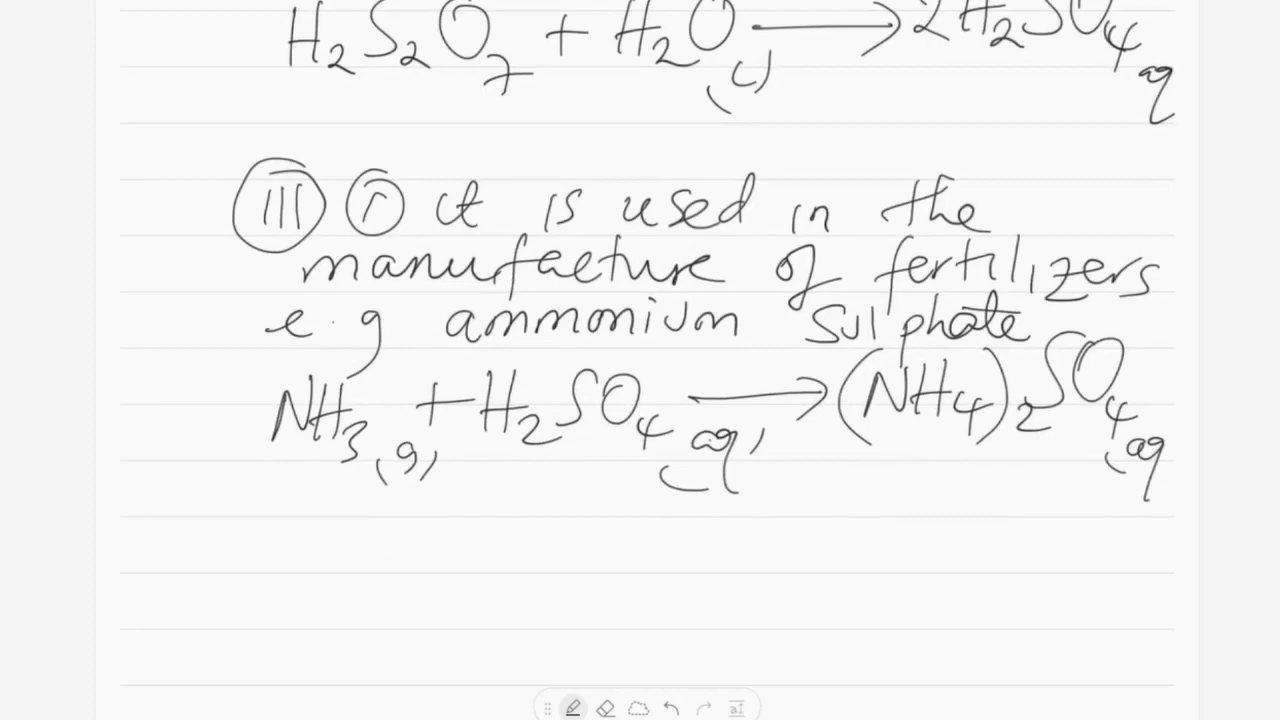 H₂S₂O₇ + H₂O(l) → 2H₂SO₄ aq
(III) (i) it is used in the
manufacture of fertilizers
e.g ammonium sulphate
NH₃(g) + H₂SO₄(aq) → (NH4)₂SO₄(aq